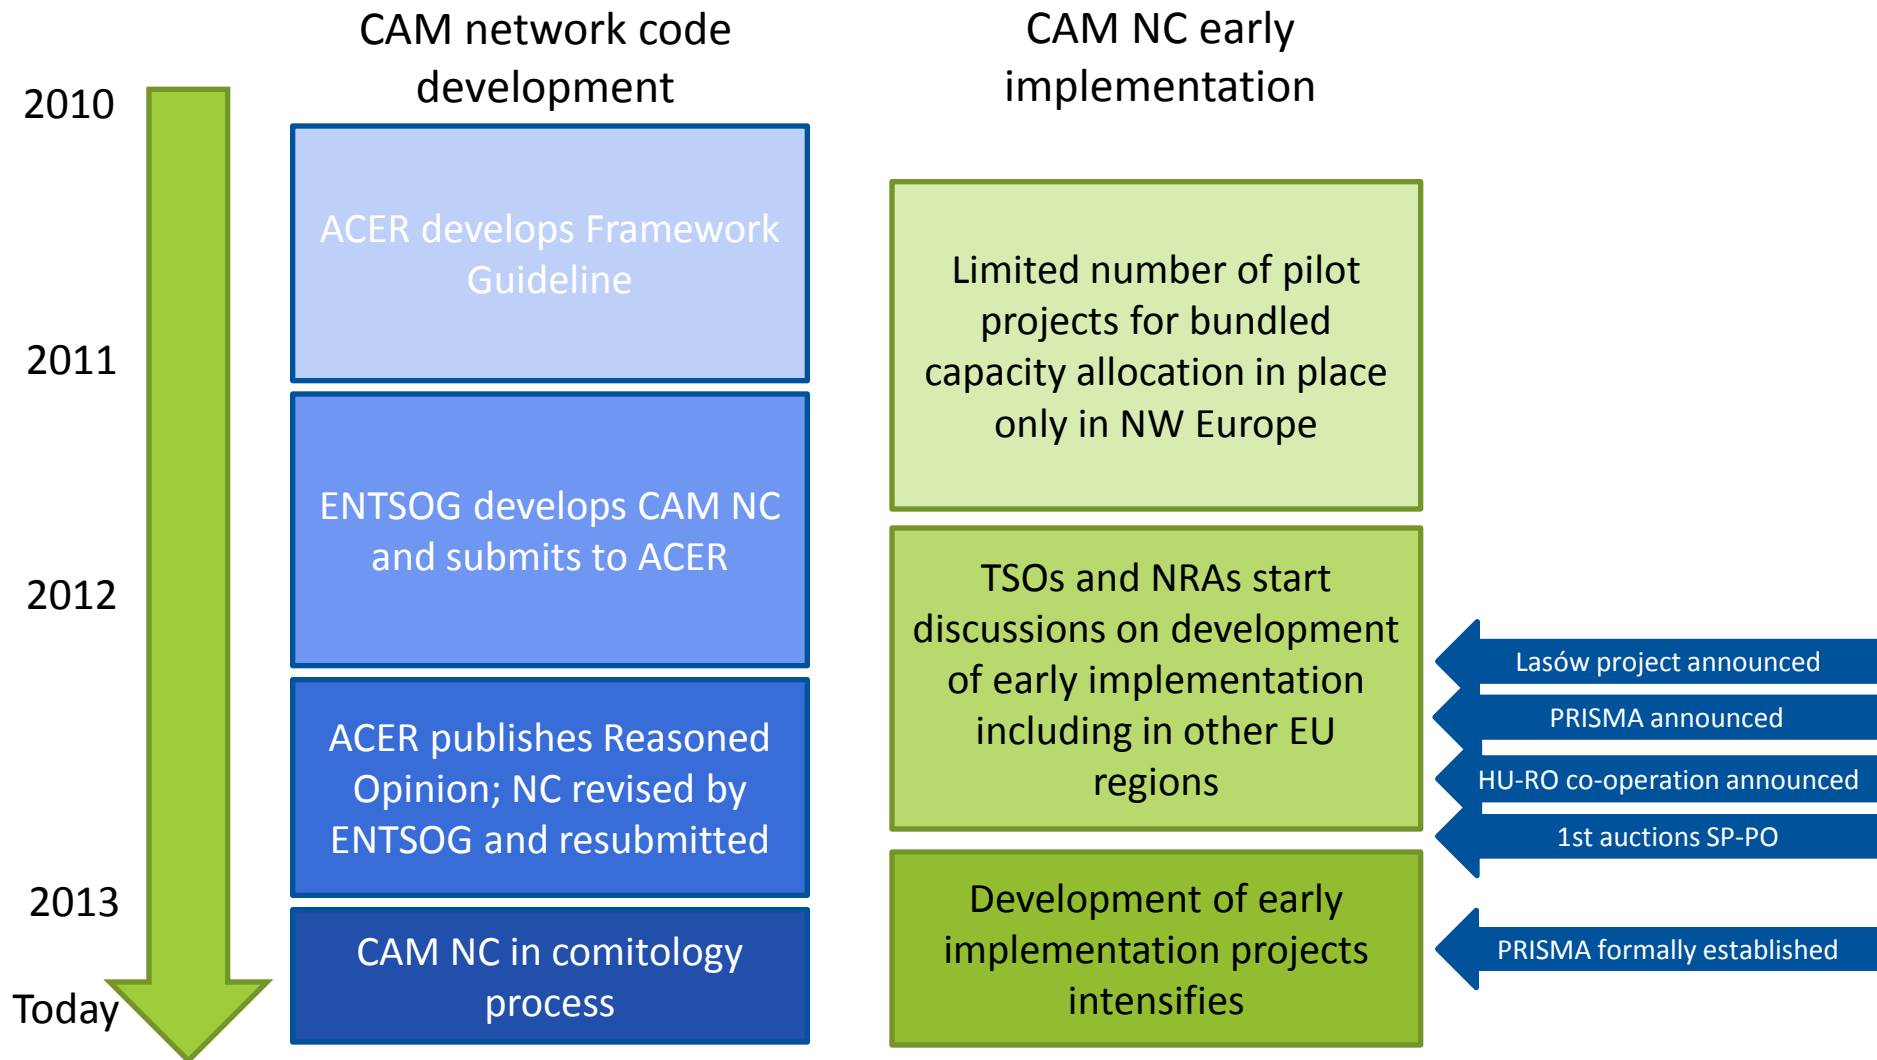 CAM network code
development
CAM NC early
implementation
2010
2011
2012
2013
Today
ACER develops Framework
Guideline
ENTSOG develops CAM NC
and submits to ACER
ACER publishes Reasoned
Opinion; NC revised by
ENTSOG and resubmitted
CAM NC in comitology
process
Limited number of pilot
projects for bundled
capacity allocation in place
only in NW Europe
TSOs and NRAs start
discussions on development
of early implementation
including in other EU
regions
Development of early
implementation projects
intensifies
Lasów project announced
PRISMA announced
HU-RO co-operation announced
1st auctions SP-PO
PRISMA formally established